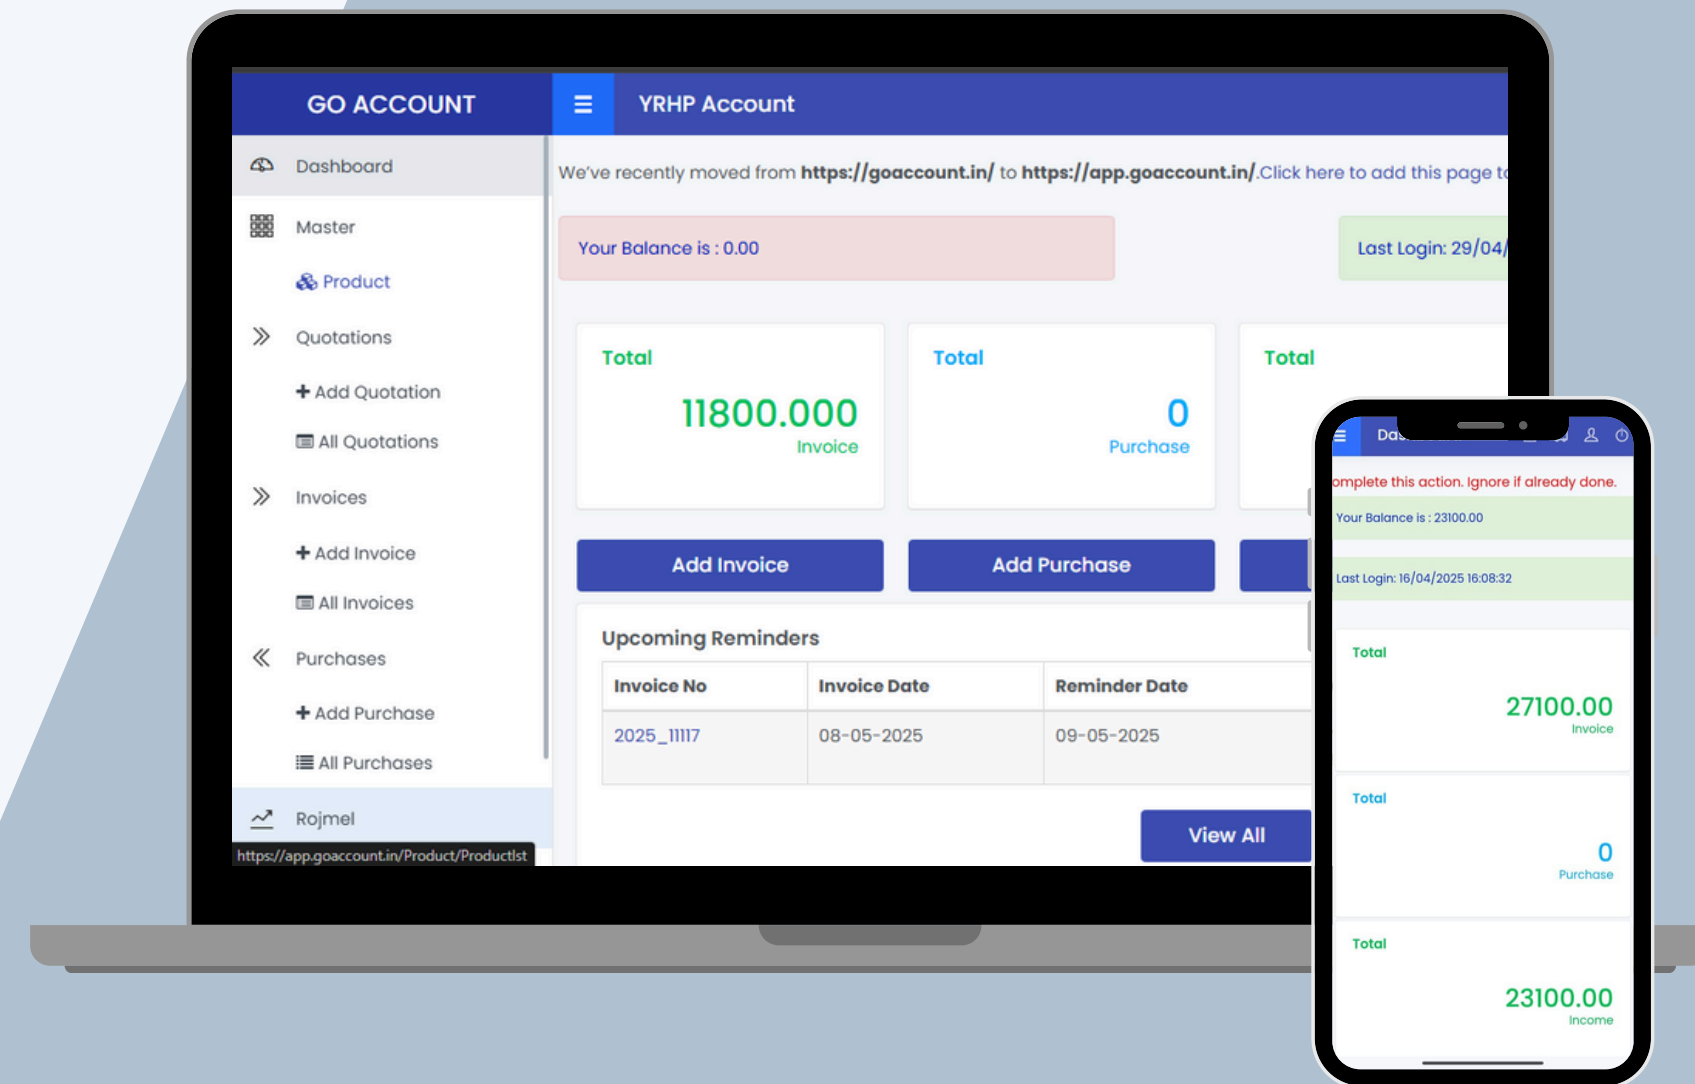 GO ACCOUNT
YRHP Account
Dashboard
Master
Product
Quotations
Add Quotation
All Quotations
Invoices
Add Invoice
All Invoices
Purchases
Add Purchase
All Purchases
Rojmel
https://app.goaccount.in/Product/Productlst
We've recently moved from https://goaccount.in/ to https://app.goaccount.in/.Click here to add this page
Your Balance is : 0.00
Last Login: 29/04/
Total
11800.000
Invoice
Total
0
Purchase
Total
Add Invoice
Add Purchase
Upcoming Reminders
Invoice No Invoice Date Reminder Date
2025_11117 08-05-2025 09-05-2025
View All
omplete this action. Ignore if already done.
Your Balance is : 23100.00
Last Login: 16/04/2025 16:08:32
Total
27100.00
Invoice
Total
0
Purchase
Total
23100.00
Income